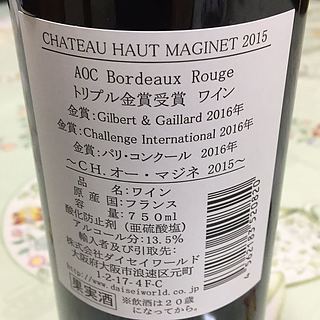 CHATEAU HAUT MAGINET 2015
AOC Bordeaux Rouge
トリプル金賞受賞 ワイン
金賞:Gilbert & Gaillard 2016年
金賞:Challenge International 2016年
金賞:パリ・コンクール 2016年
～CH.オー・マジネ 2015～
品名:ワイン
原産国:フランス
容量:750ml
酸化防止剤(亜硫酸塩)
アルコール分:13.5%
輸入者及び引取先:
株式会社ダイセイワールド
大阪府大阪市浪速区元町
1-2-17-4F-C
http://www.daiseiworld.co.jp
果実酒
※飲酒は20歳
になってから。